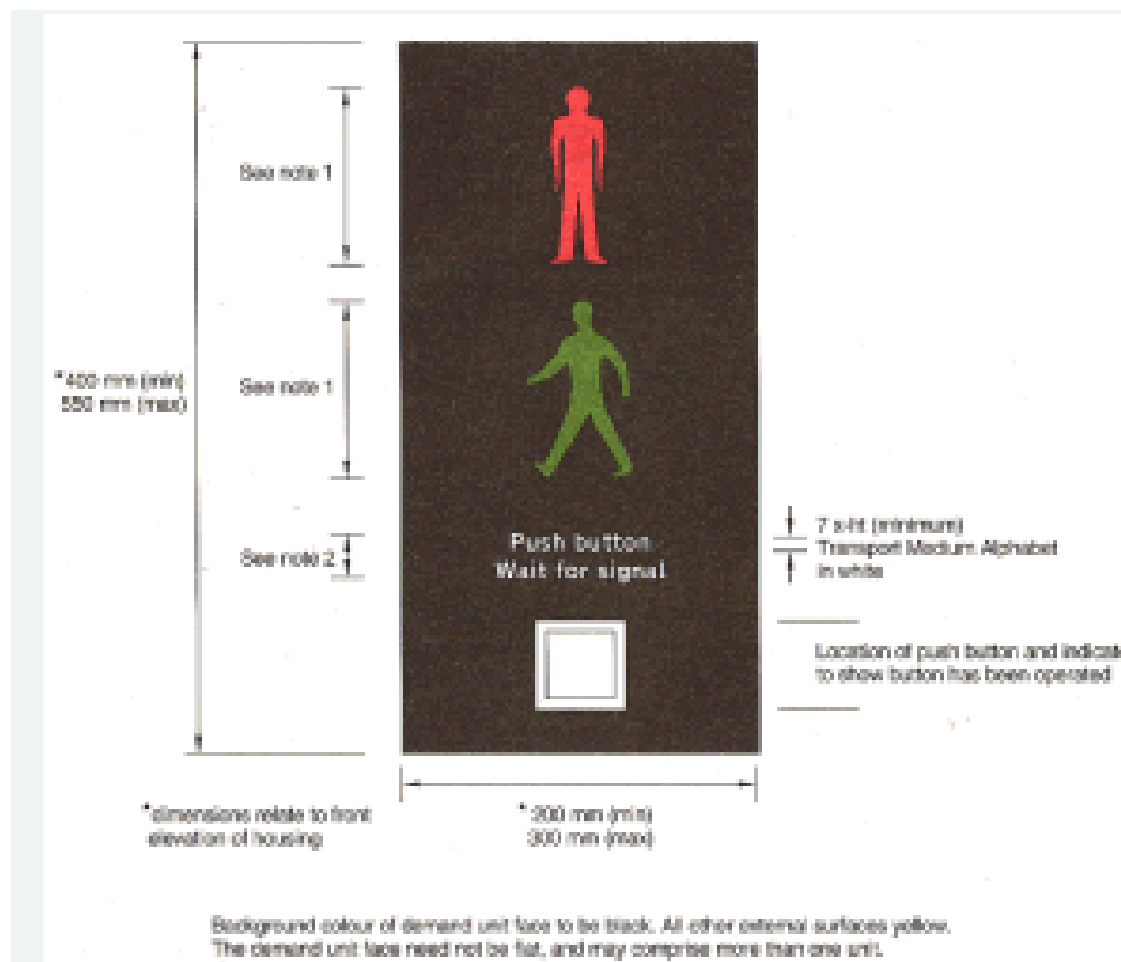 See note 1
*400 mm (min)
550 mm (max)
See note 1
See note 2
Push button
Wait for signal
7 x-ht (minimum)
Transport Medium Alphabet
in white
Location of push button and indicat
to show button has been operated
*dimensions relate to front
elevation of housing
* 200 mm (min)
300 mm (max)
Background colour of demand unit face to be black. All other external surfaces yellow.
The demand unit face need not be flat, and may comprise more than one unit.